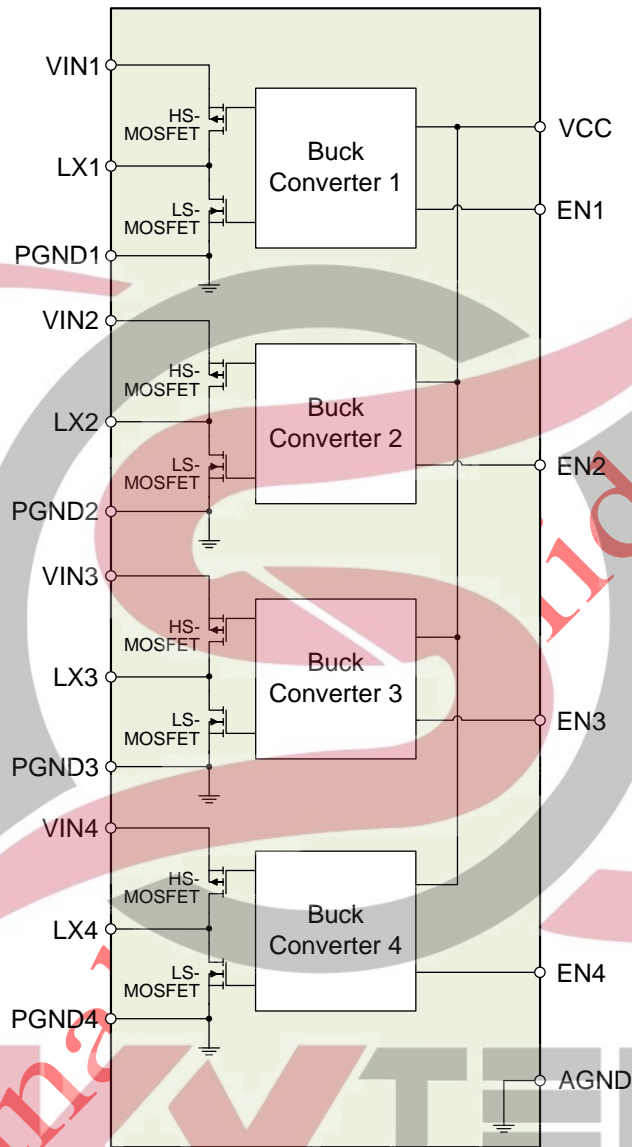 VIN1
HS-
MOSFET
LX1
LS-
MOSFET
PGND1
Buck
Converter 1
VCC
EN1
VIN2
HS-
MOSFET
LX2
LS-
MOSFET
PGND2
Buck
Converter 2
EN2
VIN3
HS-
MOSFET
LX3
LS-
MOSFET
PGND3
Buck
Converter 3
EN3
VIN4
HS-
MOSFET
LX4
LS-
MOSFET
PGND4
Buck
Converter 4
EN4
AGND